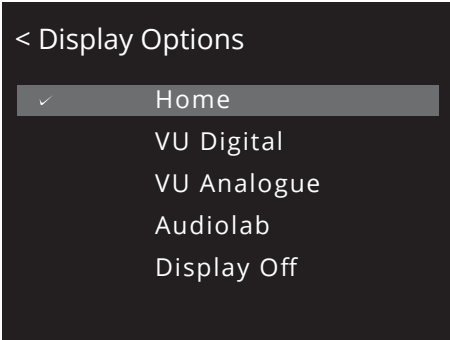 < Display Options
✓ Home
VU Digital
VU Analogue
Audiolab
Display Off